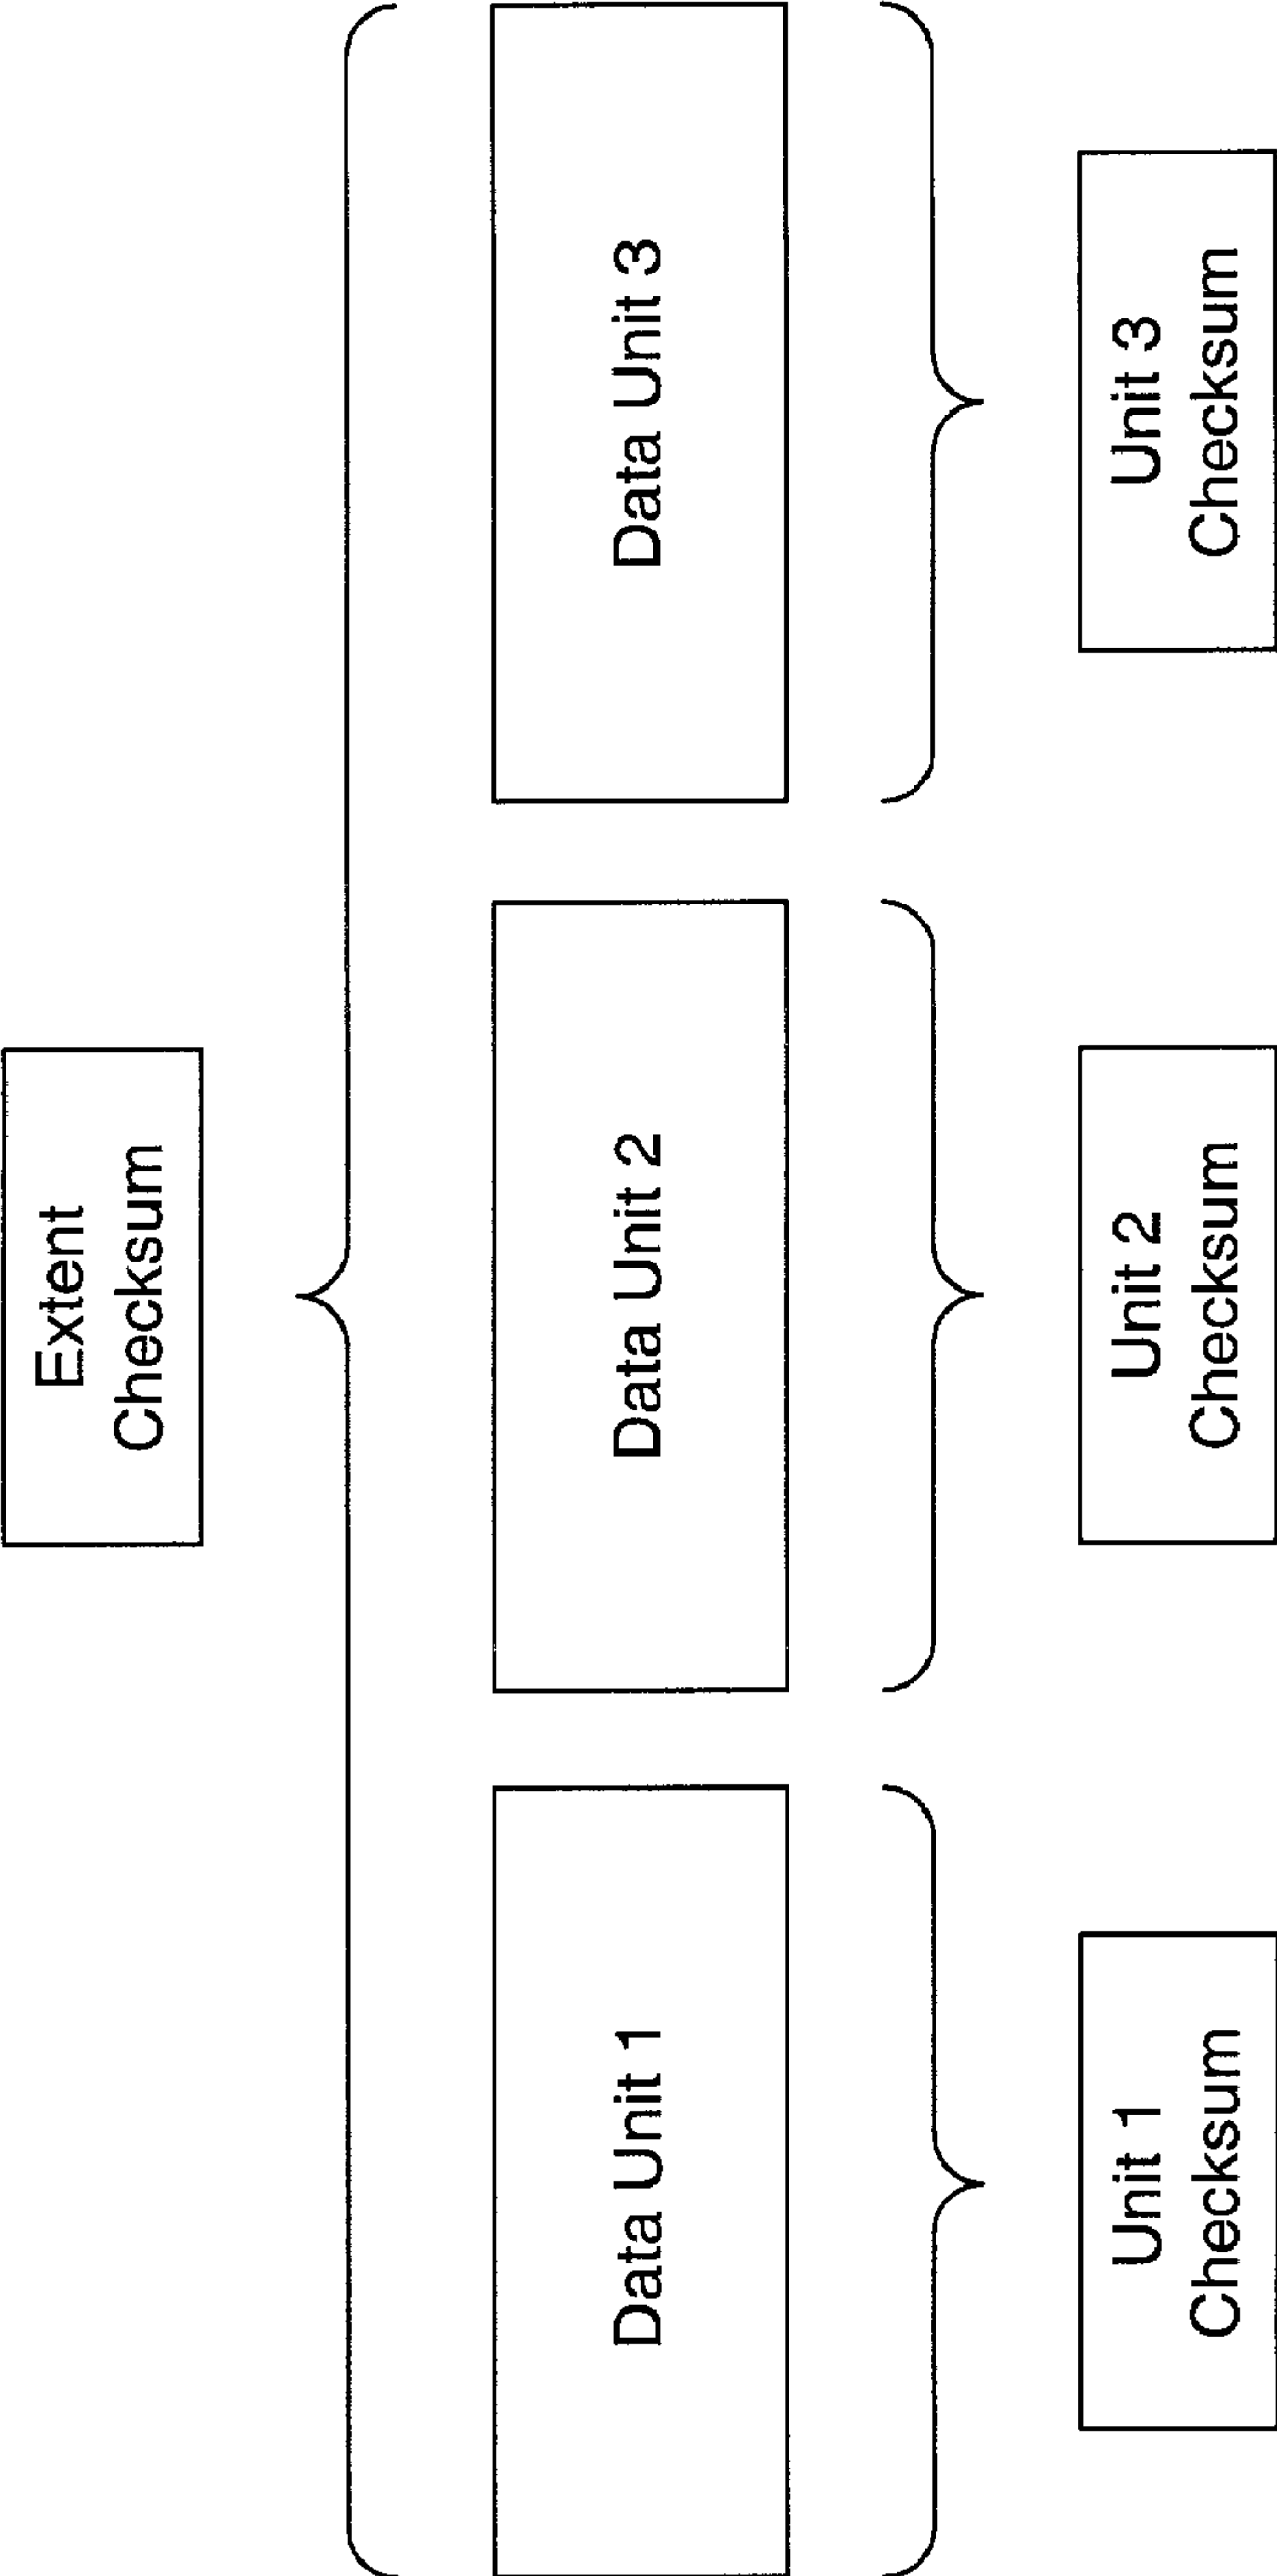 Extent
Checksum
Data Unit 1
Data Unit 2
Data Unit 3
Unit 1
Checksum
Unit 2
Checksum
Unit 3
Checksum